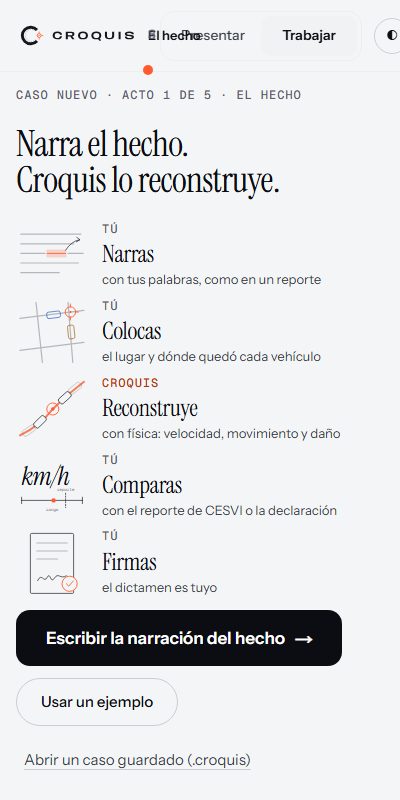 CROQUIS El hecho Presentar Trabajar
CASO NUEVO · ACTO 1 DE 5 · EL HECHO
Narra el hecho.
Croquis lo reconstruye.
TÚ
Narras
con tus palabras, como en un reporte
TÚ
Colocas
el lugar y dónde quedó cada vehículo
CROQUIS
Reconstruye
con física: velocidad, movimiento y daño
km/h
TÚ
Comparas
con el reporte de CESVI o la declaración
TÚ
Firmas
el dictamen es tuyo
Escribir la narración del hecho →
Usar un ejemplo
Abrir un caso guardado (.croquis)